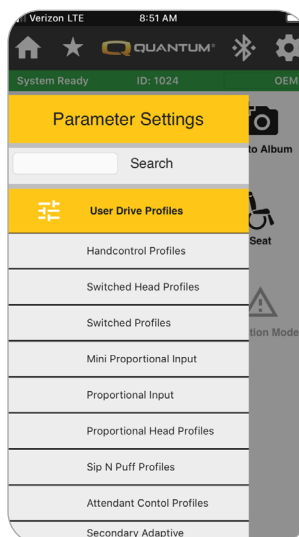 Verizon LTE 8:51 AM
QUANTUM®
System Ready ID: 1024 OEM
Parameter Settings
to Album
Search
User Drive Profiles
Seat
Handcontrol Profiles
Switched Head Profiles
Switched Profiles
tion Mode
Mini Proportional Input
Proportional Input
Proportional Head Profiles
Sip N Puff Profiles
Attendant Contol Profiles
Secondary Adaptive